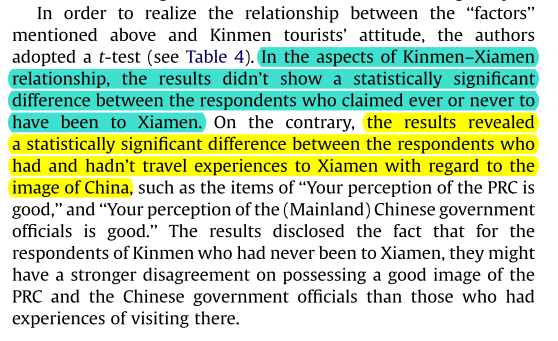 In order to realize the relationship between the “factors”
mentioned above and Kinmen tourists’ attitude, the authors
adopted a t-test (see Table 4). In the aspects of Kinmen–Xiamen
relationship, the results didn’t show a statistically significant
difference between the respondents who claimed ever or never to
have been to Xiamen. On the contrary, the results revealed
a statistically significant difference between the respondents who
had and hadn’t travel experiences to Xiamen with regard to the
image of China, such as the items of “Your perception of the PRC is
good,” and “Your perception of the (Mainland) Chinese government
officials is good.” The results disclosed the fact that for the
respondents of Kinmen who had never been to Xiamen, they might
have a stronger disagreement on possessing a good image of the
PRC and the Chinese government officials than those who had
experiences of visiting there.